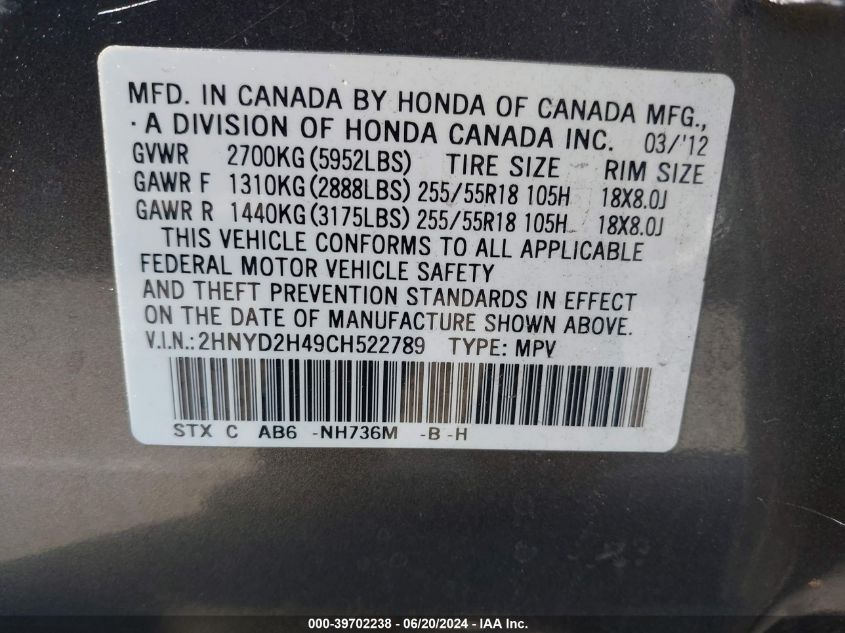 MFD. IN CANADA BY HONDA OF CANADA MFG.,
· A DIVISION OF HONDA CANADA INC. 03/'12
GVWR 2700KG(5952LBS) TIRE SIZE RIM SIZE
GAWR F 1310KG(2888LBS) 255/55R18 105H 18X8.0J
GAWR R 1440KG(3175LBS) 255/55R18 105H 18X8.0J
THIS VEHICLE CONFORMS TO ALL APPLICABLE
FEDERAL MOTOR VEHICLE SAFETY
AND THEFT PREVENTION STANDARDS IN EFFECT
ON THE DATE OF MANUFACTURE SHOWN ABOVE.
V.I.N.:2HNYD2H49CH522789 TYPE: MPV
STX C AB6 -NH736M -B -H
000-39702238 - 06/20/2024 - IAA Inc.